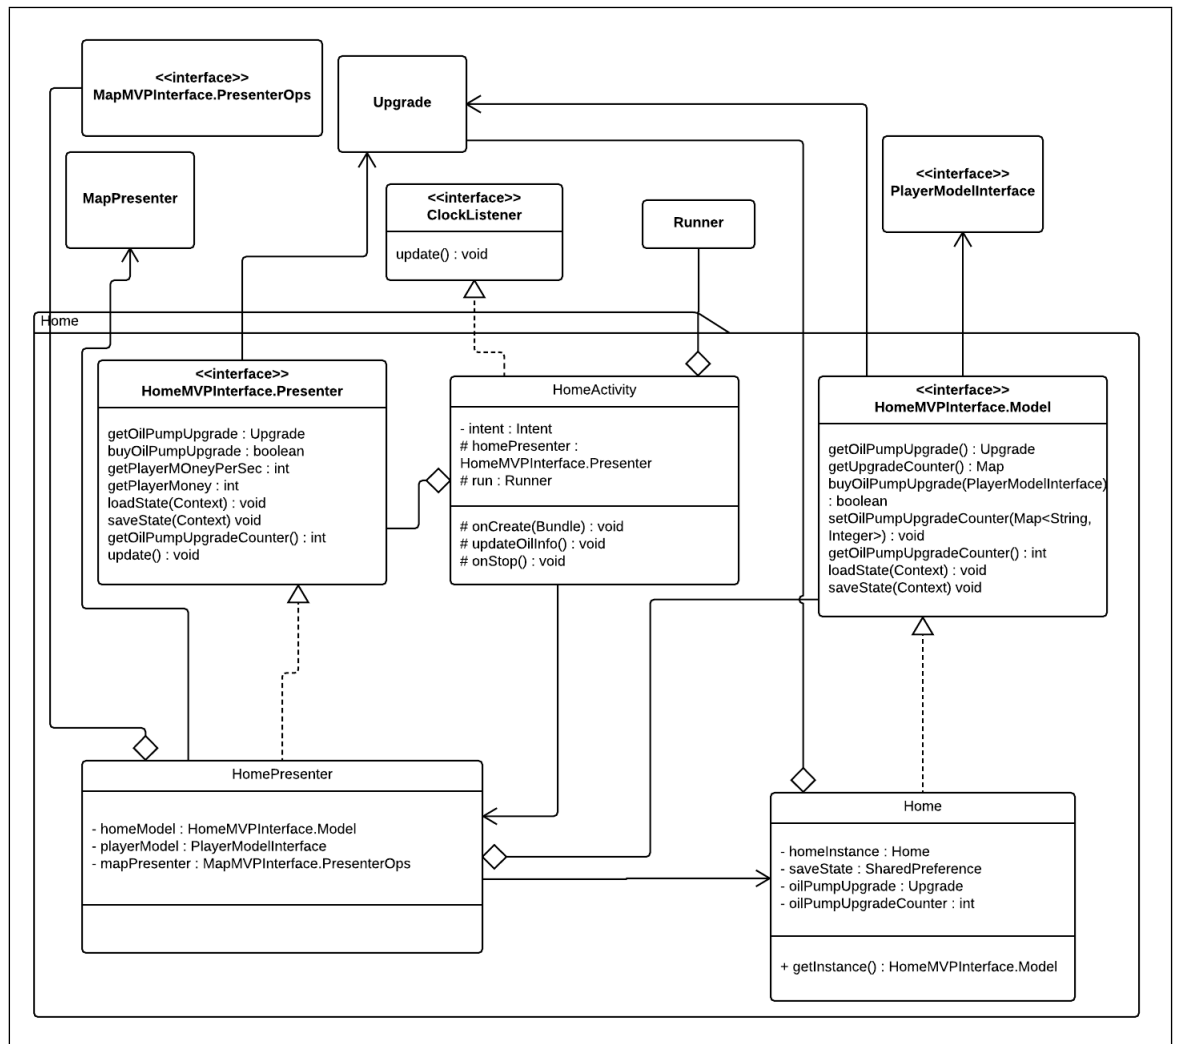 <<interface>>
MapMVPInterface.PresenterOps
Upgrade
MapPresenter
<<interface>>
ClockListener
update() : void
Runner
<<interface>>
PlayerModelInterface
Home
<<interface>>
HomeMVPInterface.Presenter
getOilPumpUpgrade : Upgrade
buyOilPumpUpgrade : boolean
getPlayerMOneyPerSec : int
getPlayerMoney : int
loadState(Context) : void
saveState(Context) void
getOilPumpUpgradeCounter() : int
update() : void
HomeActivity
- intent : Intent
# homePresenter :
HomeMVPInterface.Presenter
# run : Runner
# onCreate(Bundle) : void
# updateOilInfo() : void
# onStop() : void
<<interface>>
HomeMVPInterface.Model
getOilPumpUpgrade() : Upgrade
getUpgradeCounter() : Map
buyOilPumpUpgrade(PlayerModelInterface)
: boolean
setOilPumpUpgradeCounter(Map<String,
Integer>) : void
getOilPumpUpgradeCounter() : int
loadState(Context) : void
saveState(Context) void
HomePresenter
- homeModel : HomeMVPInterface.Model
- playerModel : PlayerModelInterface
- mapPresenter : MapMVPInterface.PresenterOps
Home
- homeInstance : Home
- saveState : SharedPreference
- oilPumpUpgrade : Upgrade
- oilPumpUpgradeCounter : int
+ getInstance() : HomeMVPInterface.Model